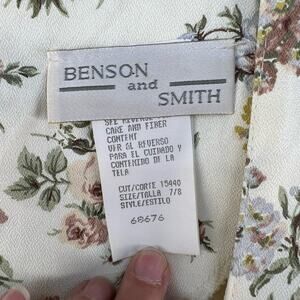 BENSON
and
SMITH
SEE REVERSE
CARE AND FIBER
CONTENT
VER AL REVERSO
PARA EL CUIDADO Y
CONTENIDO DE LA
TELA
CUT/CORTE 15440
SIZE/TALLA 7/8
STYLE/ESTILO
68676